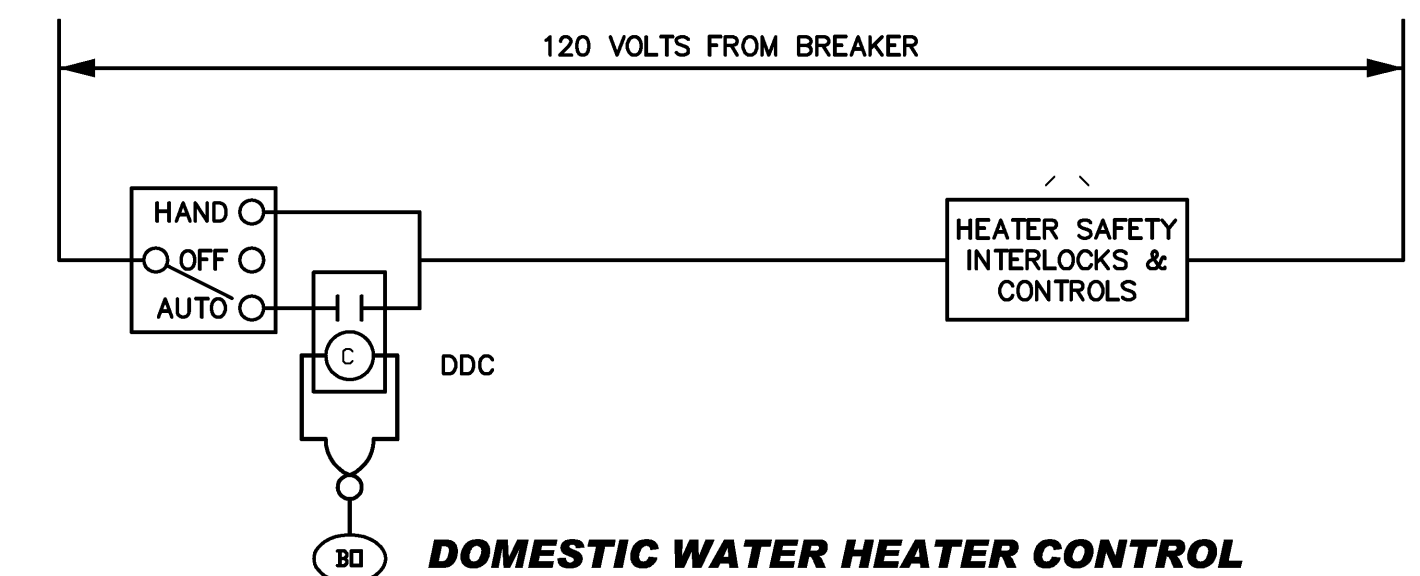 120 VOLTS FROM BREAKER
HAND
OFF
AUTO
HEATER SAFETY
INTERLOCKS &
CONTROLS
C
DDC
BO
DOMESTIC WATER HEATER CONTROL